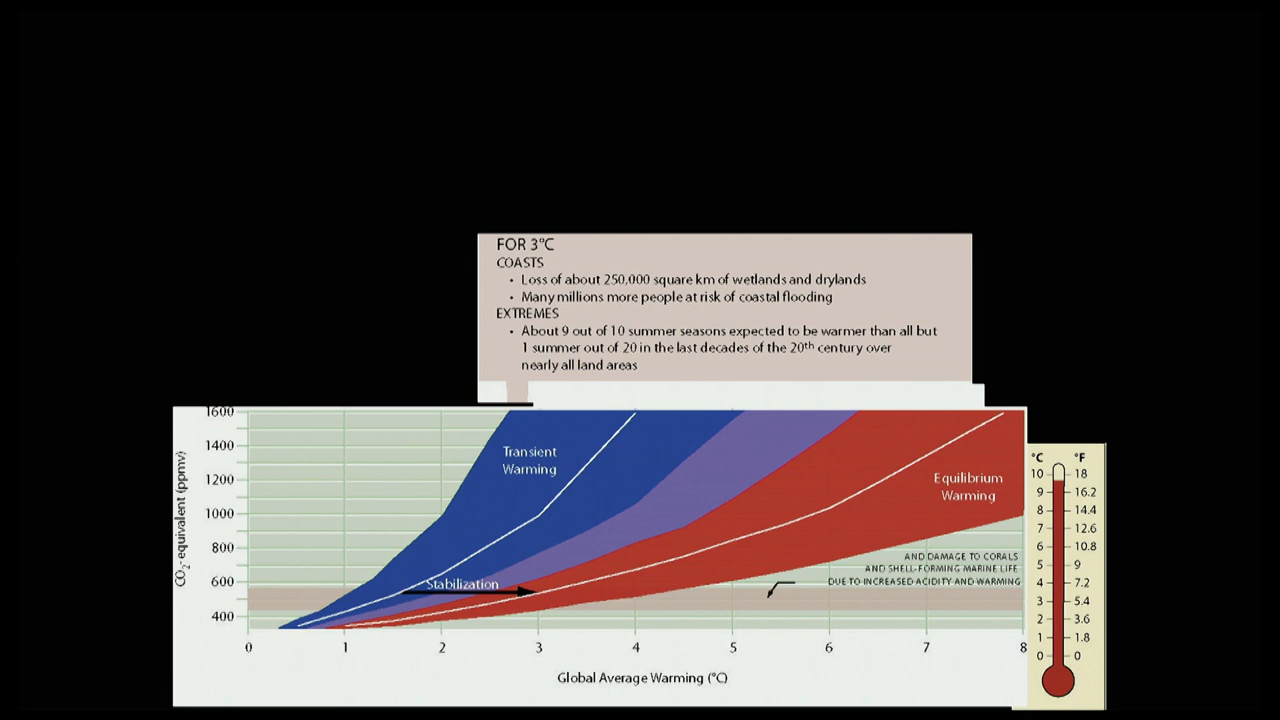 FOR 3°C
COASTS
• Loss of about 250,000 square km of wetlands and drylands
• Many millions more people at risk of coastal flooding
EXTREMES
• About 9 out of 10 summer seasons expected to be warmer than all but
1 summer out of 20 in the last decades of the 20th century over
nearly all land areas
CO₂-equivalent (ppmv)
1600
1400
1200
1000
800
600
400
Transient
Warming
Equilibrium
Warming
Stabilization
AND DAMAGE TO CORALS
AND SHELL-FORMING MARINE LIFE
DUE TO INCREASED ACIDITY AND WARMING
0 1 2 3 4 5 6 7 8
Global Average Warming (°C)
°C °F
10 18
9 16.2
8 14.4
7 12.6
6 10.8
5 9
4 7.2
3 5.4
2 3.6
1 1.8
0 0